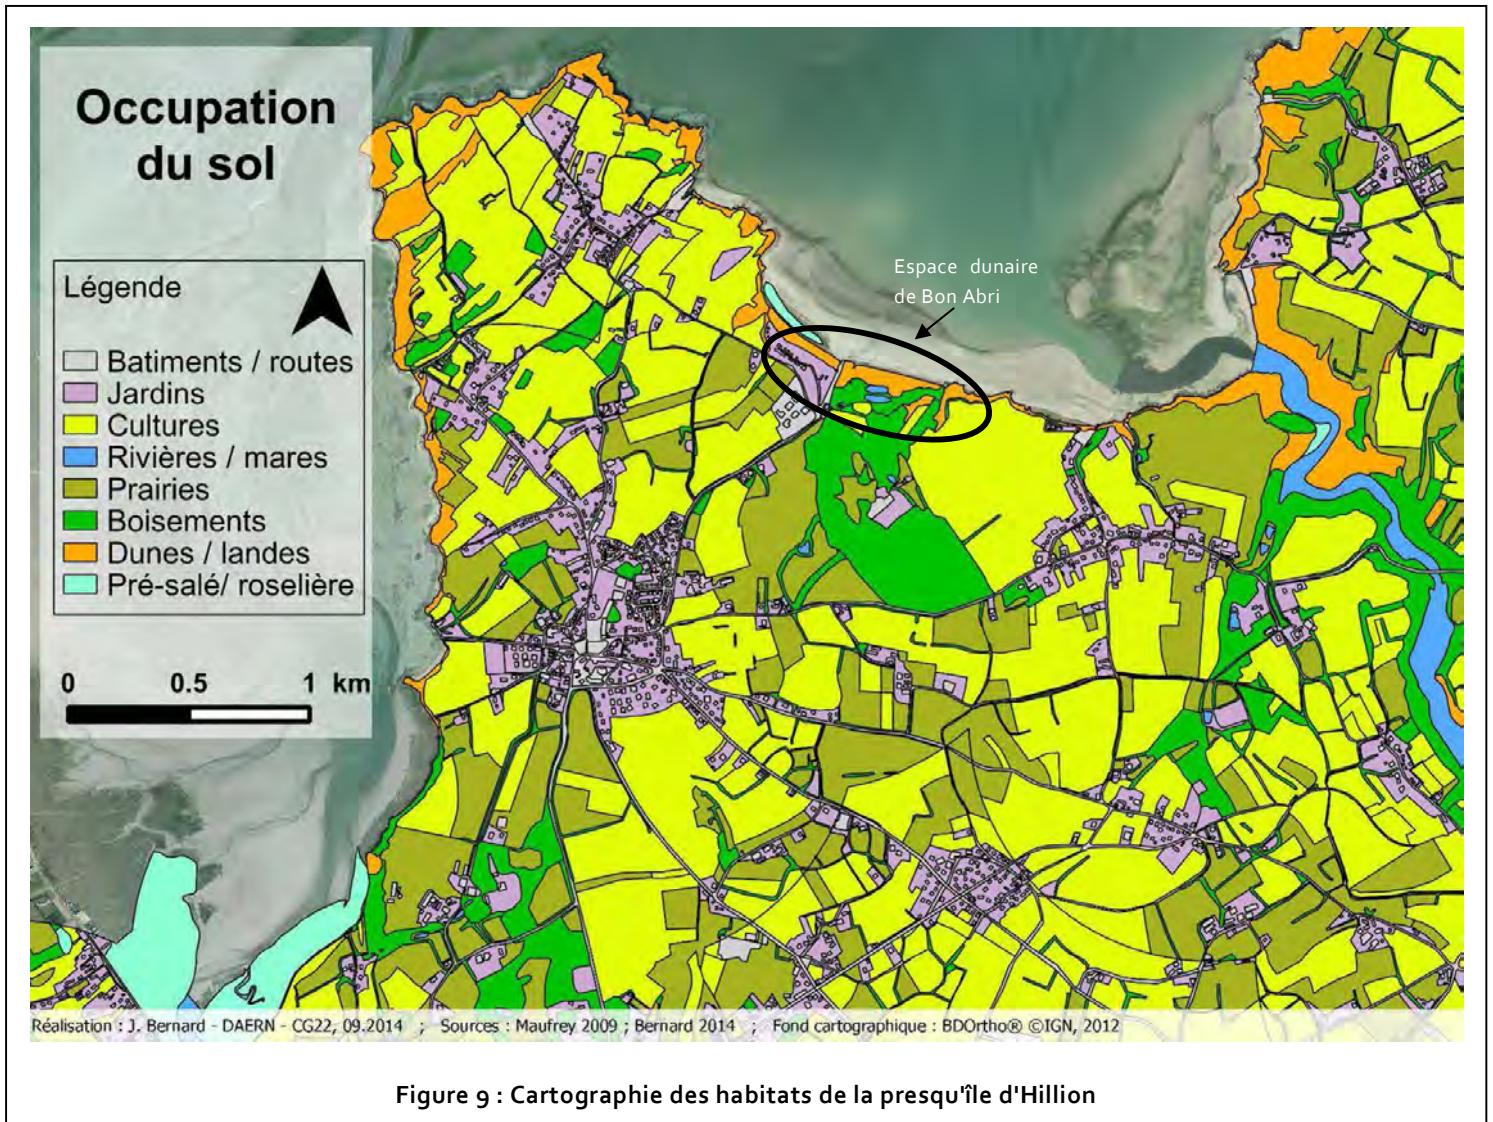 Occupation
du sol
Légende
Batiments / routes
Jardins
Cultures
Rivières / mares
Prairies
Boisements
Dunes / landes
Pré-salé/ roselière
0 0.5 1 km
Espace dunaire
de Bon Abri
Réalisation : J. Bernard - DAERN - CG22, 09.2014 ; Sources : Maufrey 2009 ; Bernard 2014 ; Fond cartographique : BDOrtho® ©IGN, 2012
Figure 9 : Cartographie des habitats de la presqu'île d'Hillion